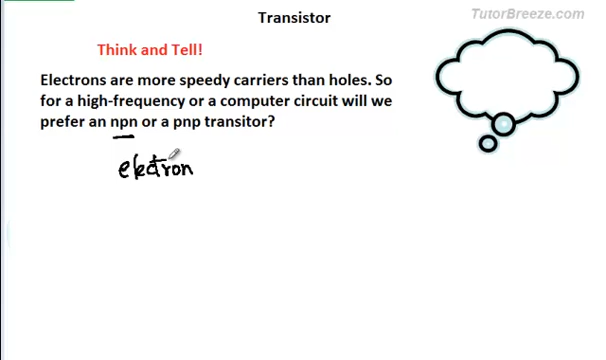 TutorBreeze.com
Transistor
Think and Tell!
Electrons are more speedy carriers than holes. So
for a high-frequency or a computer circuit will we
prefer an npn or a pnp transitor?
electron